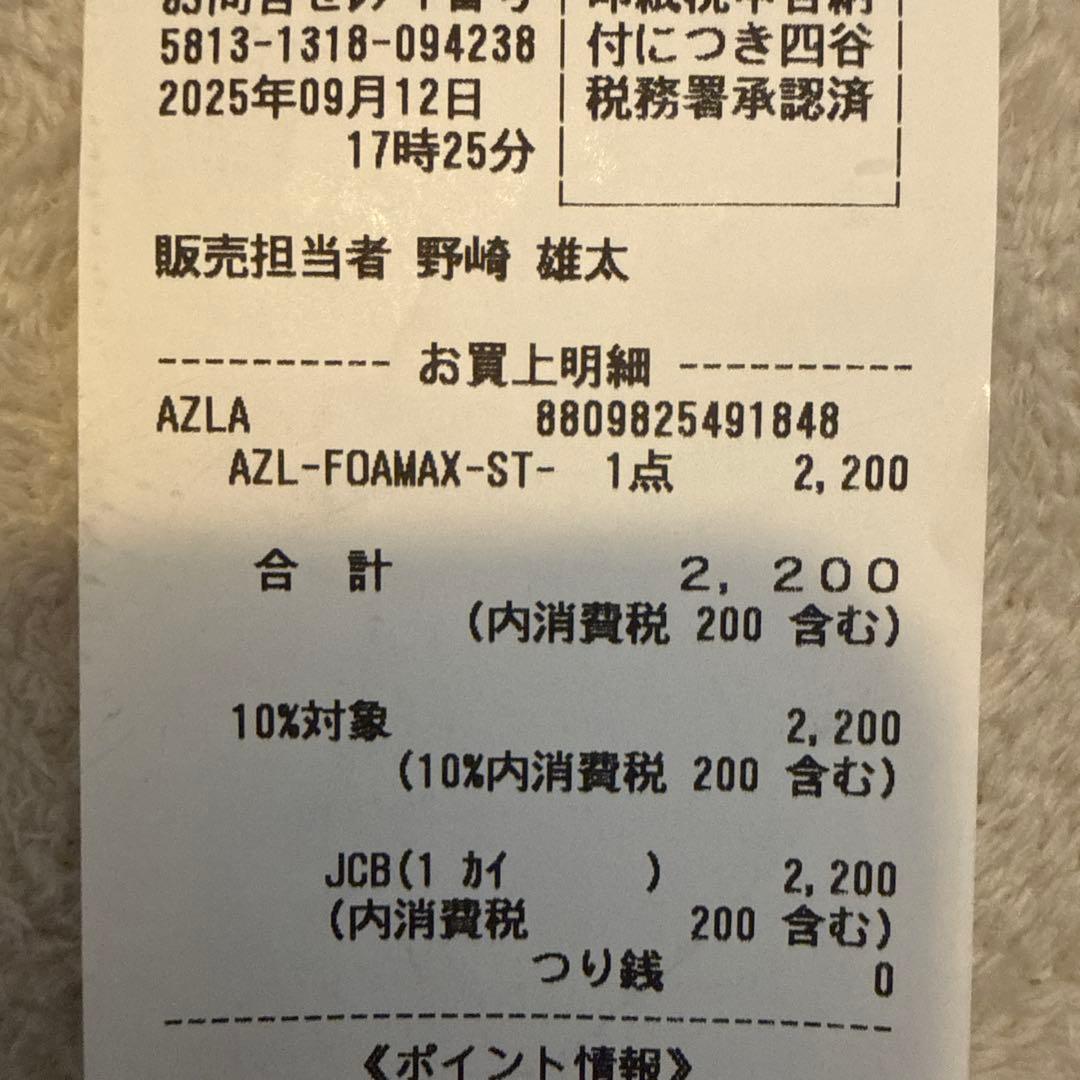 5813-1318-094238
2025年09月12日
17時25分
付につき四谷
税務署承認済
販売担当者 野崎 雄太
---------- お買上明細 ----------
AZLA 8809825491848
AZL-FOAMAX-ST- 1点 2,200
合 計 2,200
(内消費税 200 含む)
10%対象 2,200
(10%内消費税 200 含む)
JCB(1 カイ ) 2,200
(内消費税 200 含む)
つり銭 0
《ポイント情報》